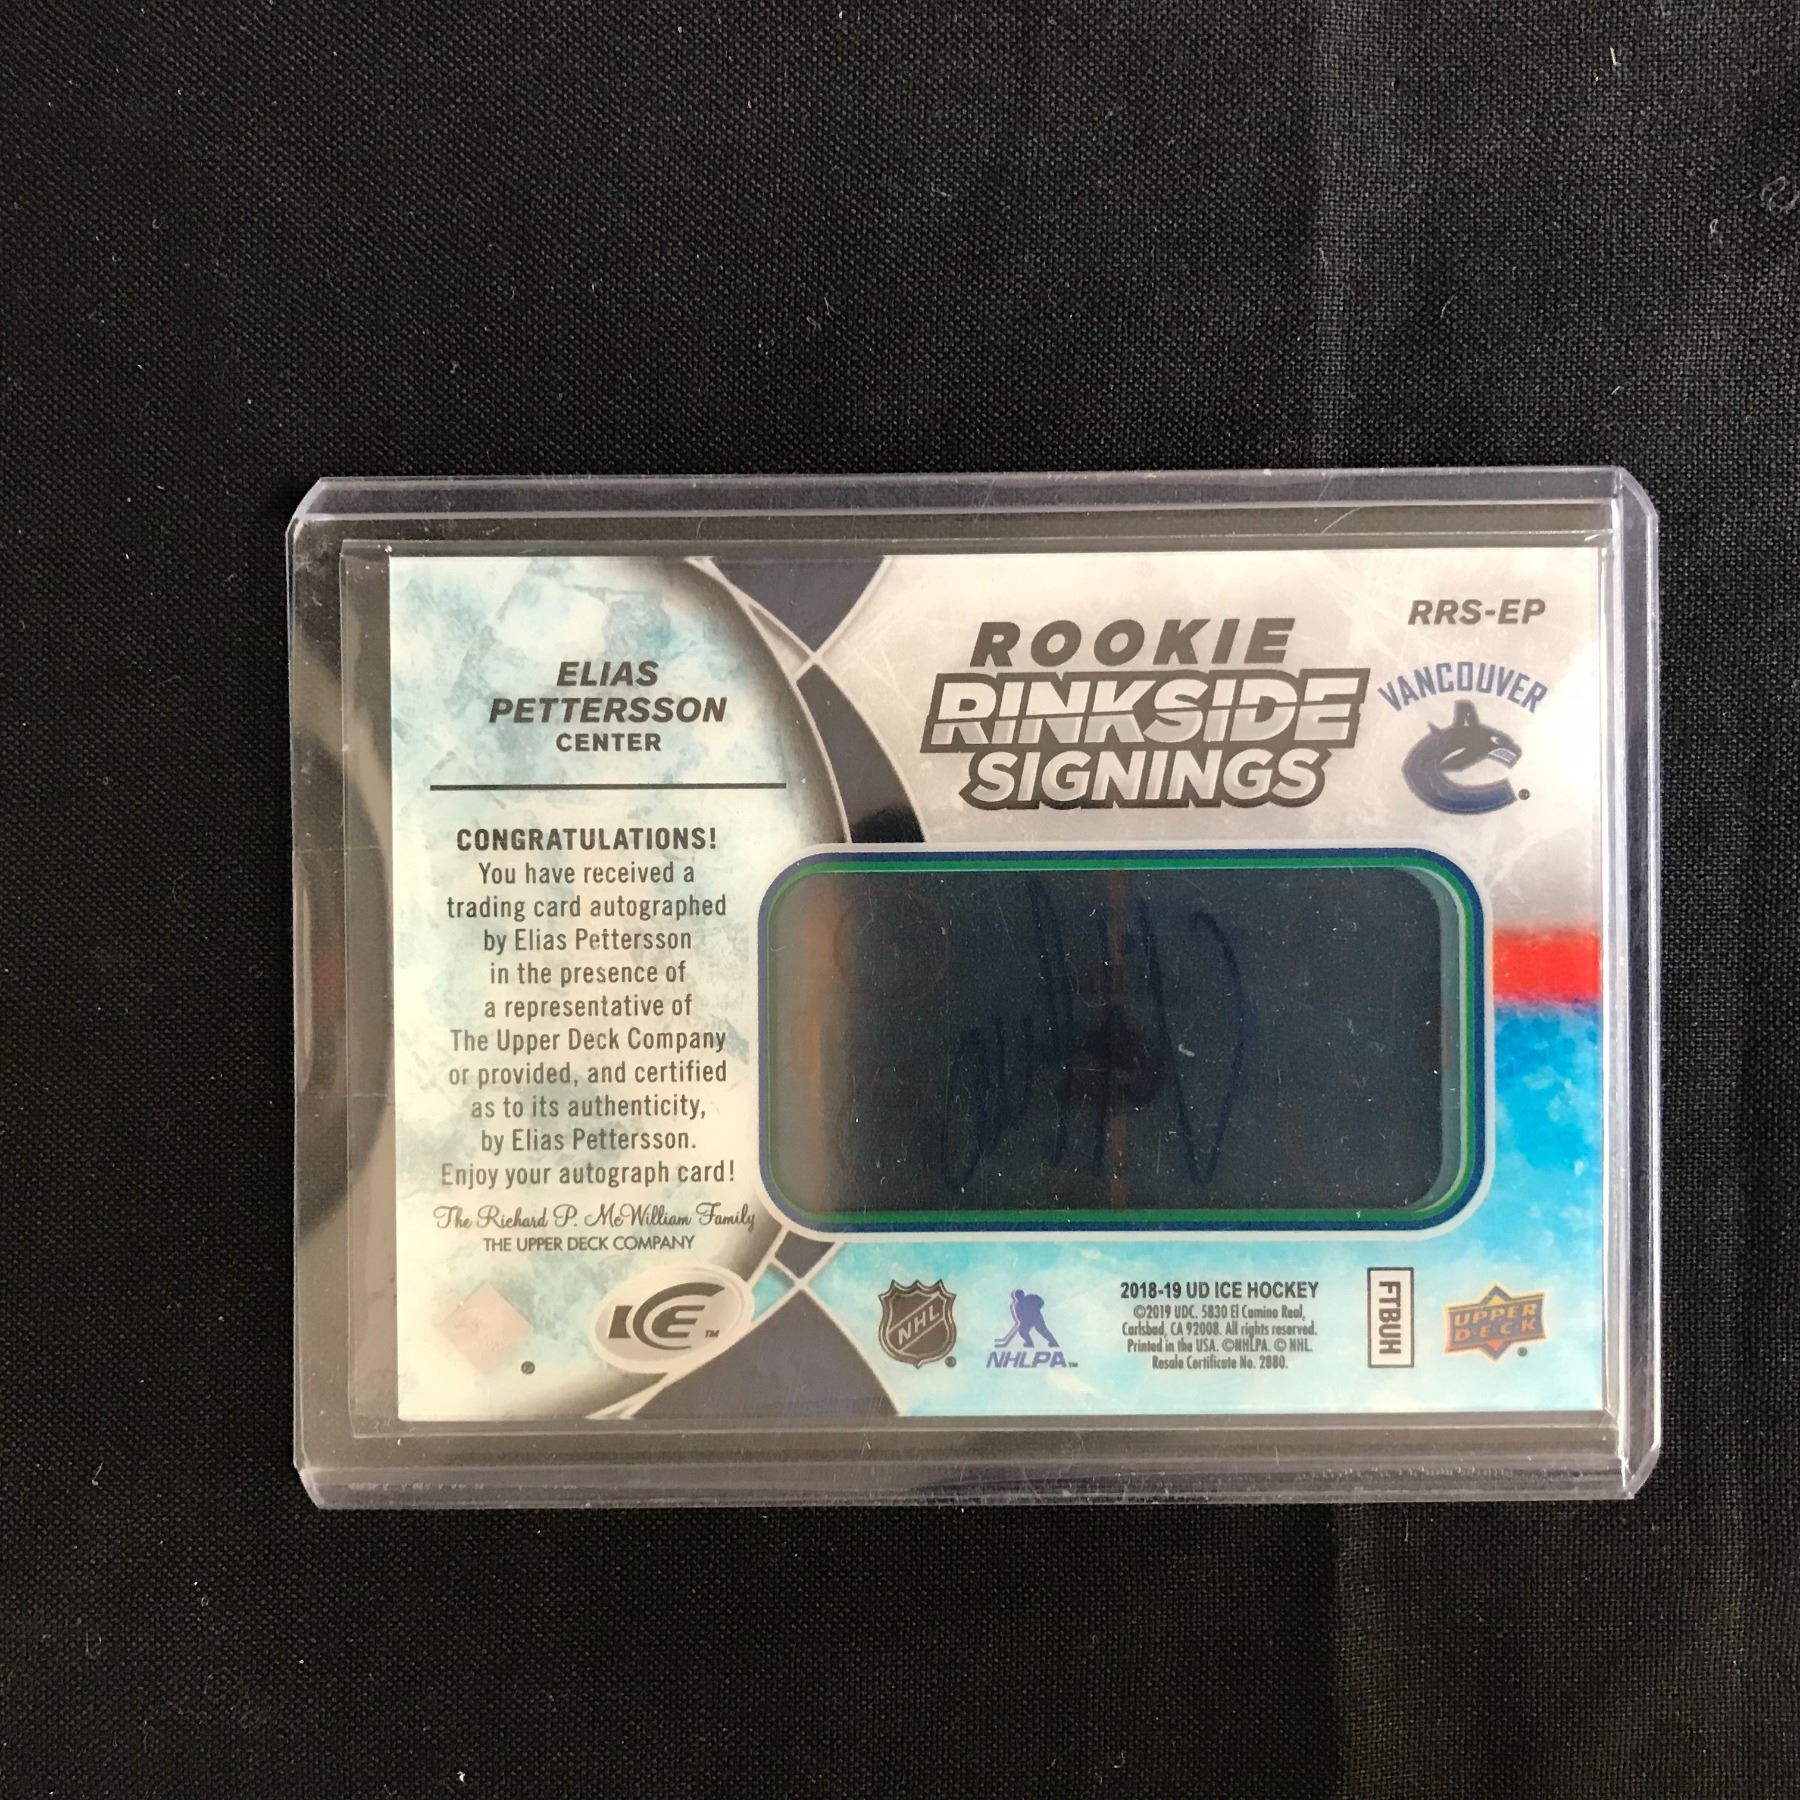 ELIAS
PETTERSSON
CENTER
CONGRATULATIONS!
You have received a
trading card autographed
by Elias Pettersson
in the presence of
a representative of
The Upper Deck Company
or provided, and certified
as to its authenticity,
by Elias Pettersson.
Enjoy your autograph card!
The Richard P. McWilliam Family
THE UPPER DECK COMPANY
ICE TM
RRS-EP
ROOKIE
RINKSIDE
SIGNINGS
VANCOUVER
NHL
NHLPA TM
2018-19 UD ICE HOCKEY
©2019 UDC. 5830 El Camino Real,
Carlsbad, CA 92008. All rights reserved.
Printed in the USA. ©NHLPA. © NHL.
Resale Certificate No. 2880.
FTBUH
UPPER
DECK